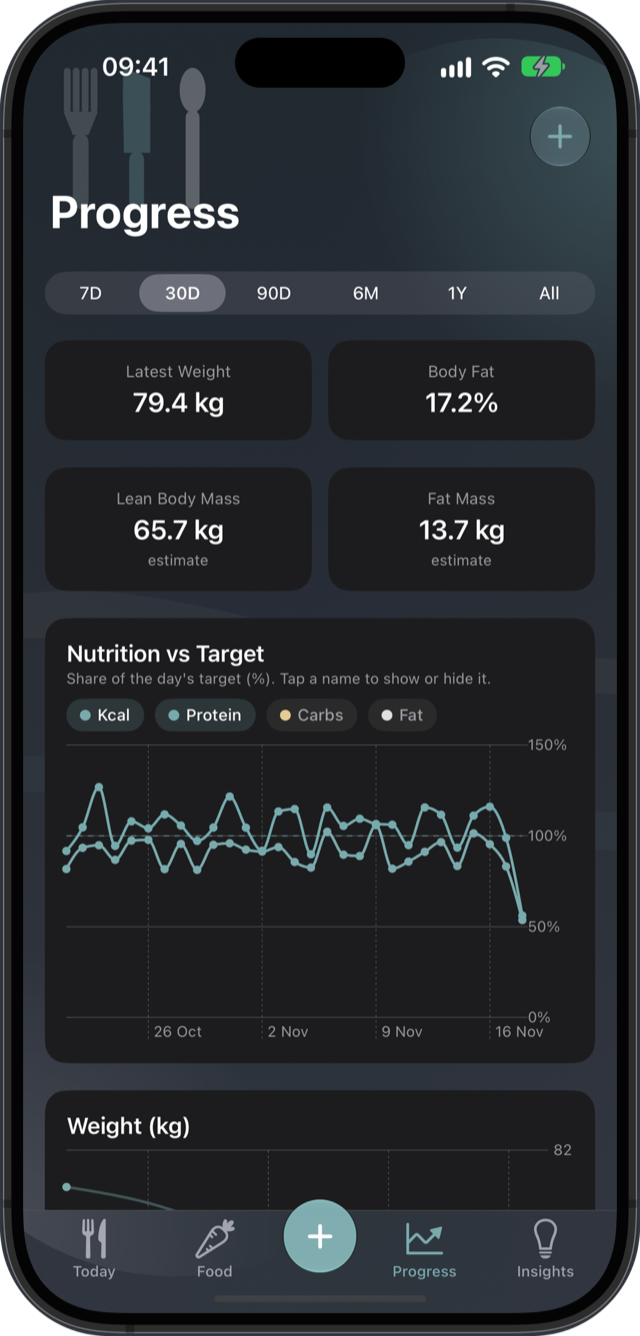 09:41
Progress
7D 30D 90D 6M 1Y All
Latest Weight
79.4 kg
Body Fat
17.2%
Lean Body Mass
65.7 kg
estimate
Fat Mass
13.7 kg
estimate
Nutrition vs Target
Share of the day's target (%). Tap a name to show or hide it.
Kcal Protein Carbs Fat
150%
100%
50%
0%
26 Oct 2 Nov 9 Nov 16 Nov
Weight (kg)
82
Today Food Progress Insights